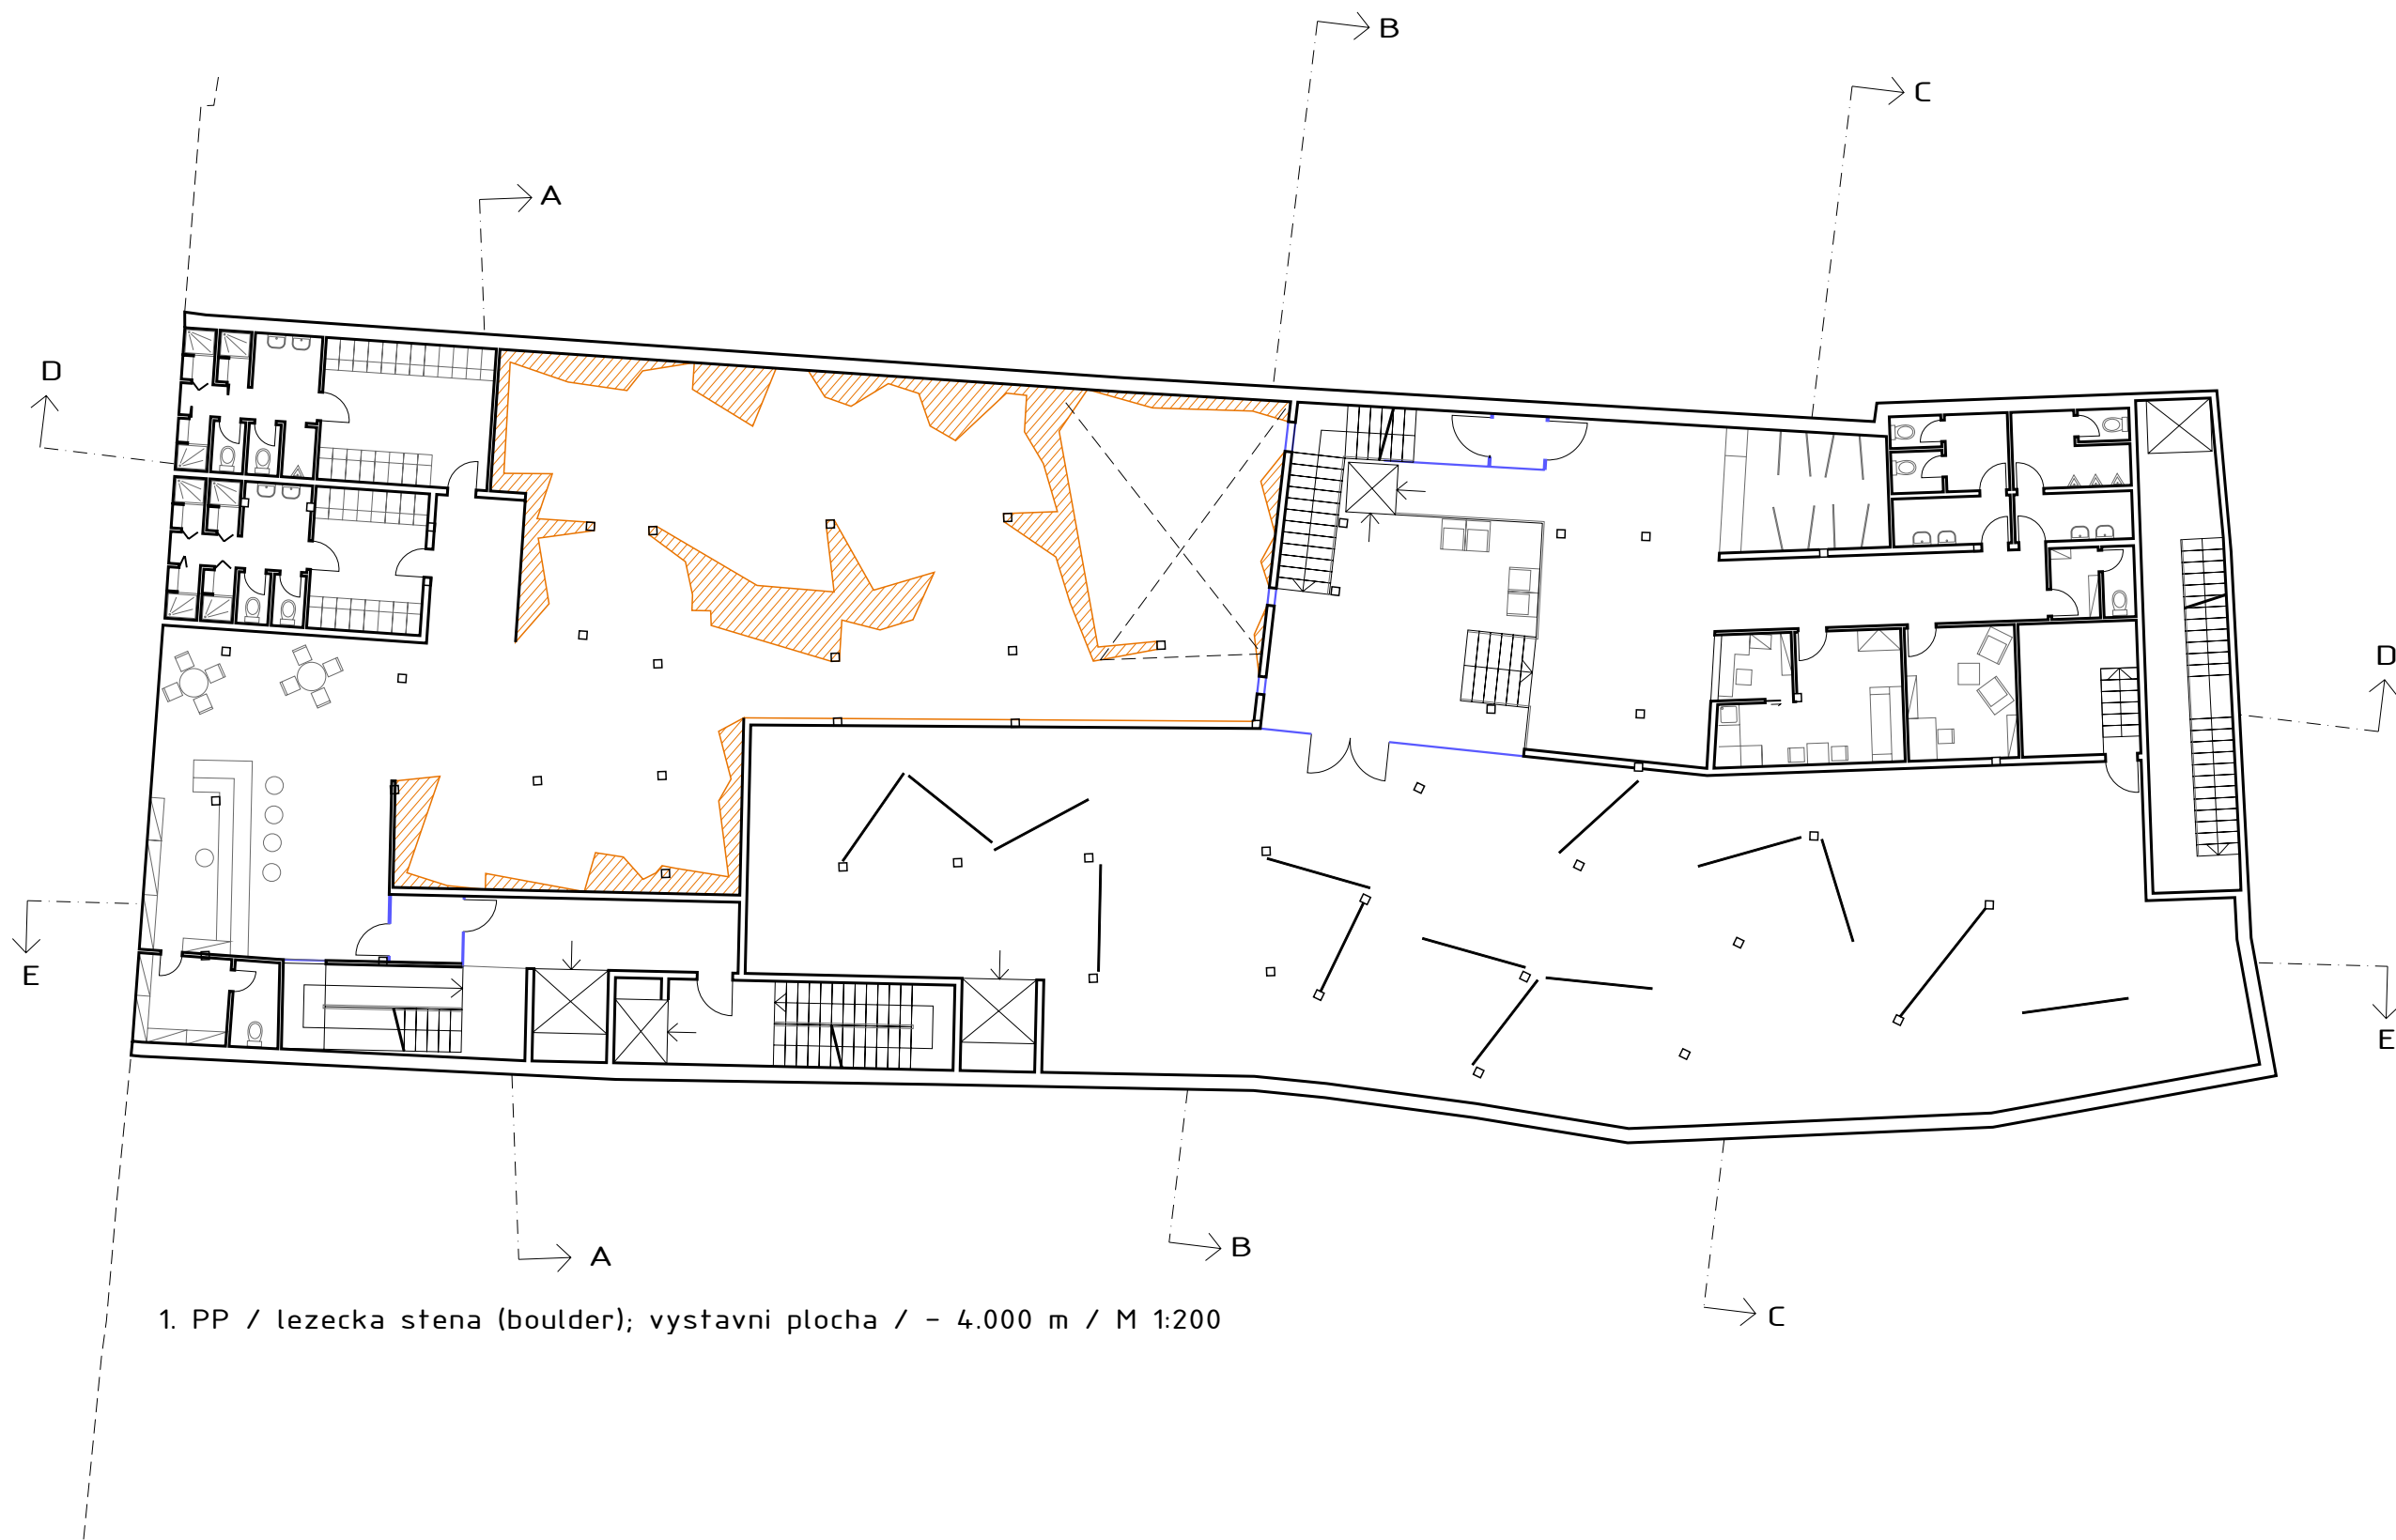 B
C
A
D
D
E
E
A
B
C
1. PP / lezecka stena (boulder); vystavni plocha / - 4.000 m / M 1:200